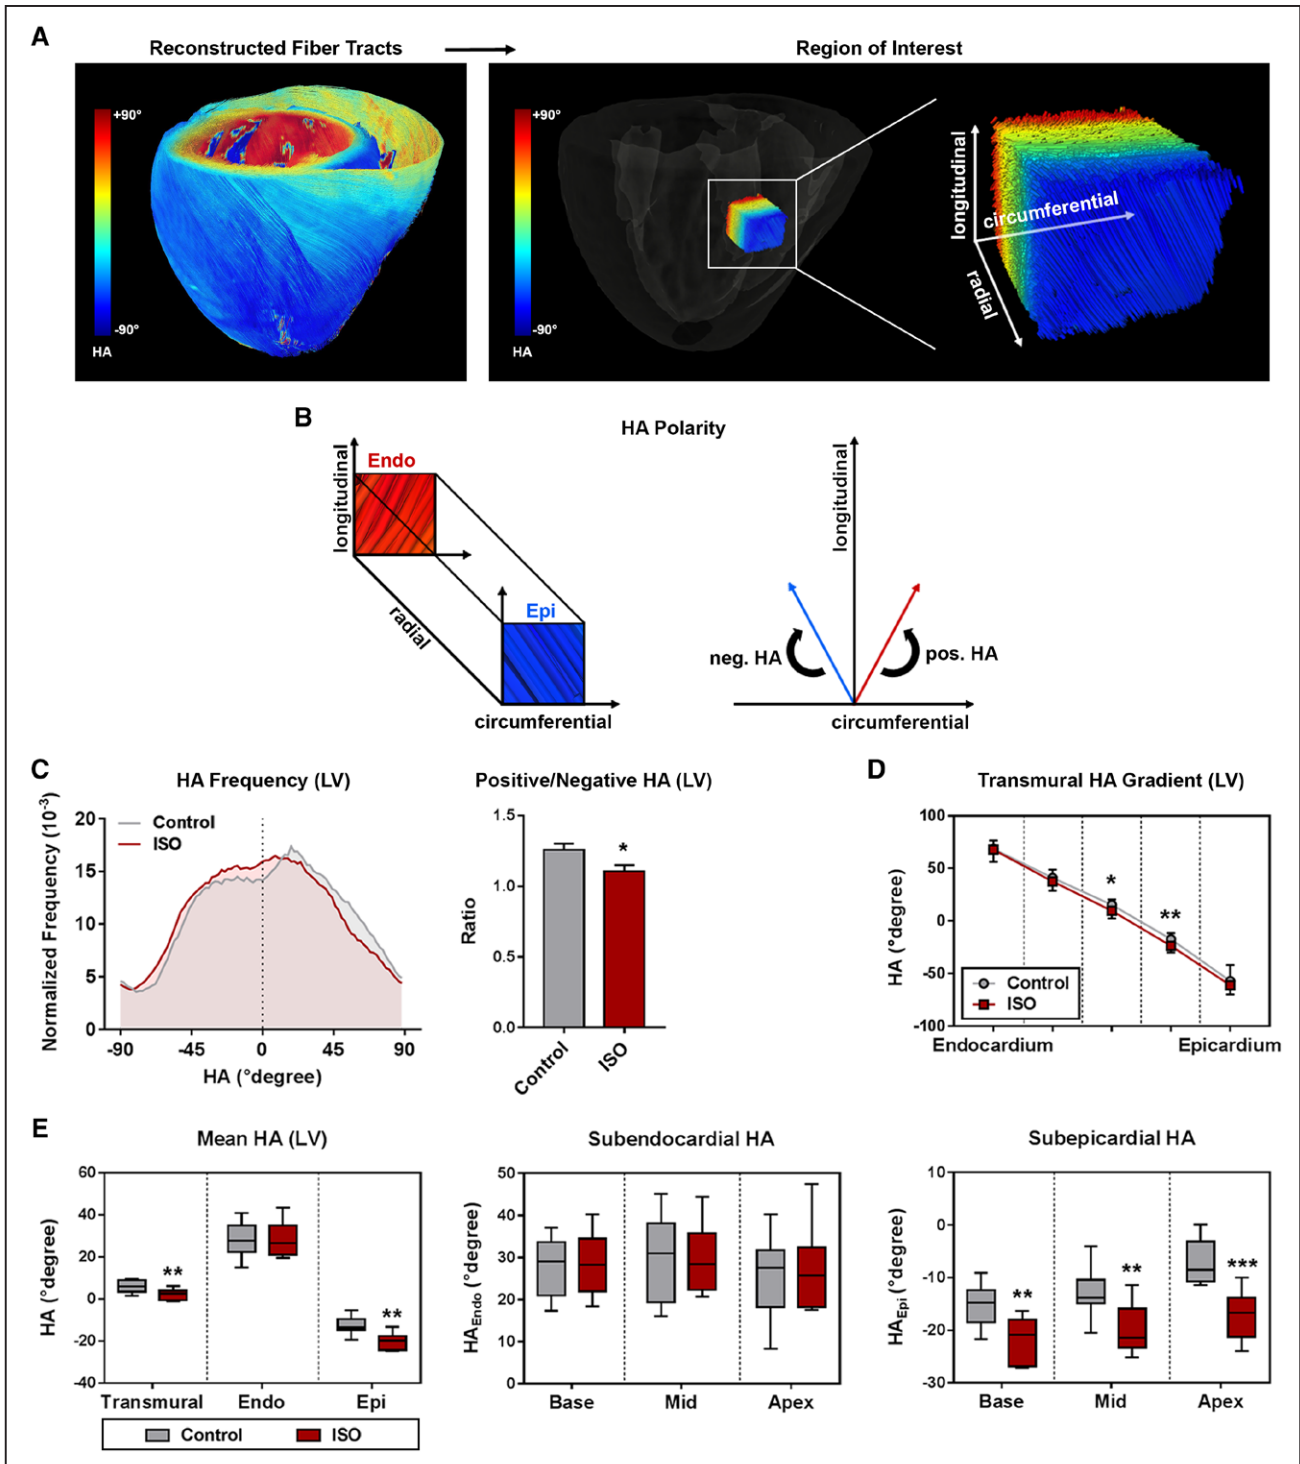 A
Reconstructed Fiber Tracts
Region of Interest
+90°
-90°
HA
+90°
-90°
HA
longitudinal
circumferential
radial
B
HA Polarity
longitudinal
Endo
radial
Epi
circumferential
longitudinal
neg. HA
pos. HA
circumferential
C
HA Frequency (LV)
Normalized Frequency (10⁻³)
20
15
10
5
0
Control
ISO
-90
-45
0
45
90
HA (°degree)
Positive/Negative HA (LV)
Ratio
1.5
1.0
0.5
0.0
*
Control
ISO
D
Transmural HA Gradient (LV)
HA (°degree)
100
50
0
-50
-100
*
**
Control
ISO
Endocardium
Epicardium
E
Mean HA (LV)
HA (°degree)
60
40
20
0
-20
-40
**
**
Transmural
Endo
Epi
Control
ISO
Subendocardial HA
HA_Endo (°degree)
50
40
30
20
10
0
Base
Mid
Apex
Subepicardial HA
HA_Epi (°degree)
10
0
-10
-20
-30
**
**
***
Base
Mid
Apex